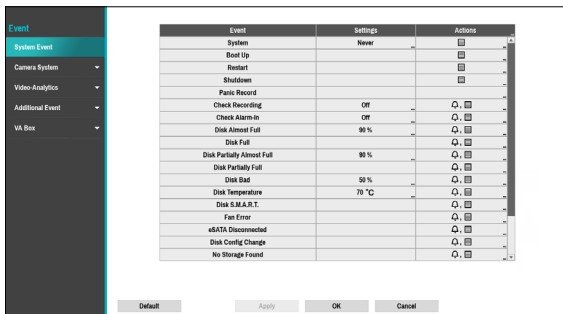 Event
System Event
Camera System
Video-Analytics
Additional Event
VA Box
Event Settings Actions
System Never
Boot Up
Restart
Shutdown
Panic Record
Check Recording Off
Check Alarm-In Off
Disk Almost Full 90 %
Disk Full
Disk Partially Almost Full 90 %
Disk Partially Full
Disk Bad 50 %
Disk Temperature 70 °C
Disk S.M.A.R.T.
Fan Error
eSATA Disconnected
Disk Config Change
No Storage Found
Default Apply OK Cancel